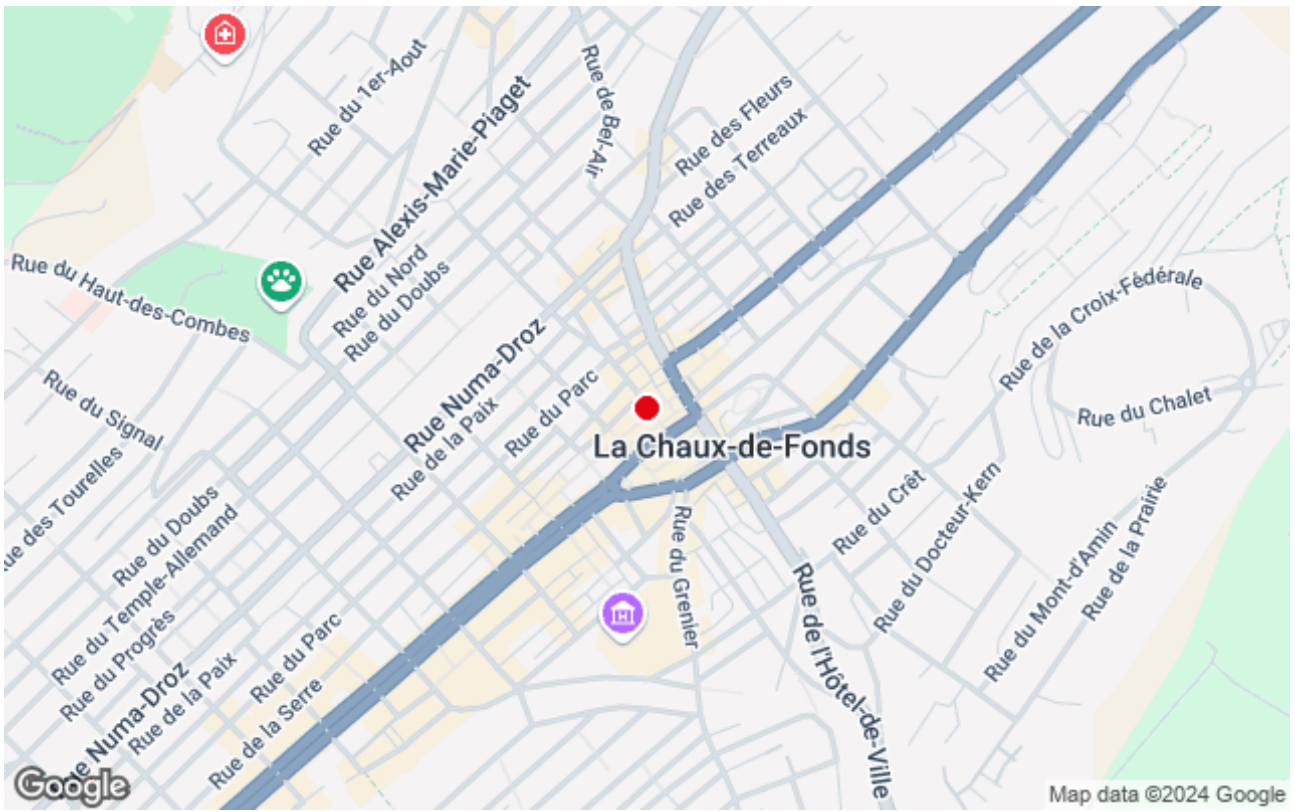 Rue du 1er-Aout
Rue Alexis-Marie-Piaget
Rue de Bel-Air
Rue des Fleurs
Rue des Terreaux
Rue du Haut-des-Combes
Rue du Nord
Rue du Doubs
Rue de la Croix-Fédérale
Rue Numa-Droz
Rue du Parc
Rue de la Paix
Rue du Signal
Rue du Chalet
La Chaux-de-Fonds
ue des Tourelles
Rue du Doubs
Rue du Temple-Allemand
Rue du Progrès
Rue du Crêt
Rue du Docteur-Kern
Rue du Grenier
Rue du Mont-d'Amin
Rue de la Prairie
Rue de l'Hôtel-de-Ville
Rue du Parc
Rue de la Paix
Rue de la Serre
Rue Numa-Droz
H
Google
Map data ©2024 Google